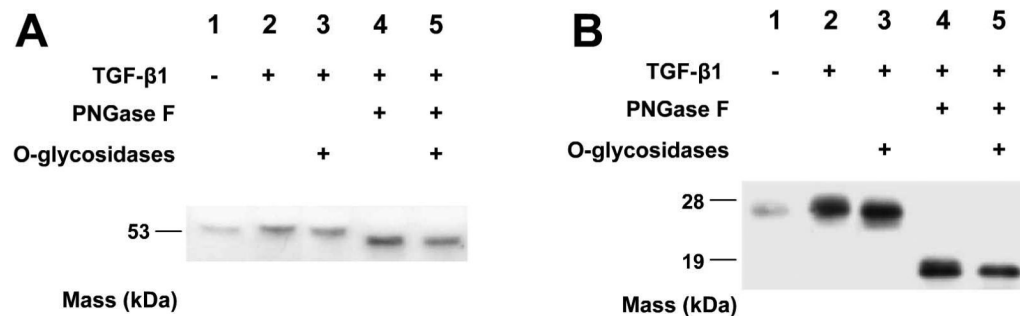 A
1 2 3 4 5
TGF-β1 - + + + +
PNGase F + +
O-glycosidases + +
53
Mass (kDa)
B
1 2 3 4 5
TGF-β1 - + + + +
PNGase F + +
O-glycosidases + +
28
19
Mass (kDa)